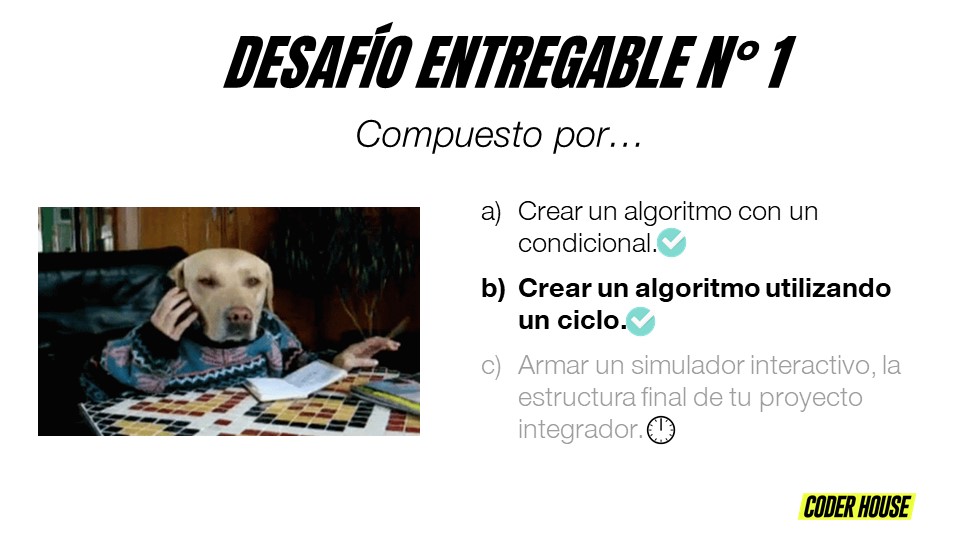 DESAFÍO ENTREGABLE N° 1
Compuesto por…
a) Crear un algoritmo con un
condicional.
b) Crear un algoritmo utilizando
un ciclo.
c) Armar un simulador interactivo, la
estructura final de tu proyecto
integrador.
CODER HOUSE